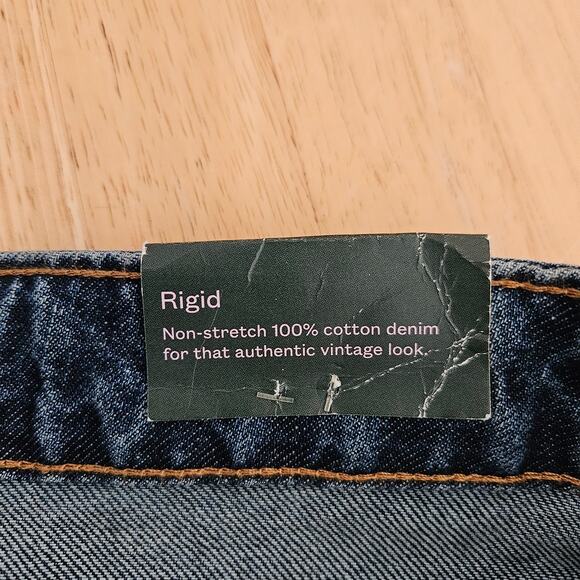 Rigid
Non-stretch 100% cotton denim
for that authentic vintage look.